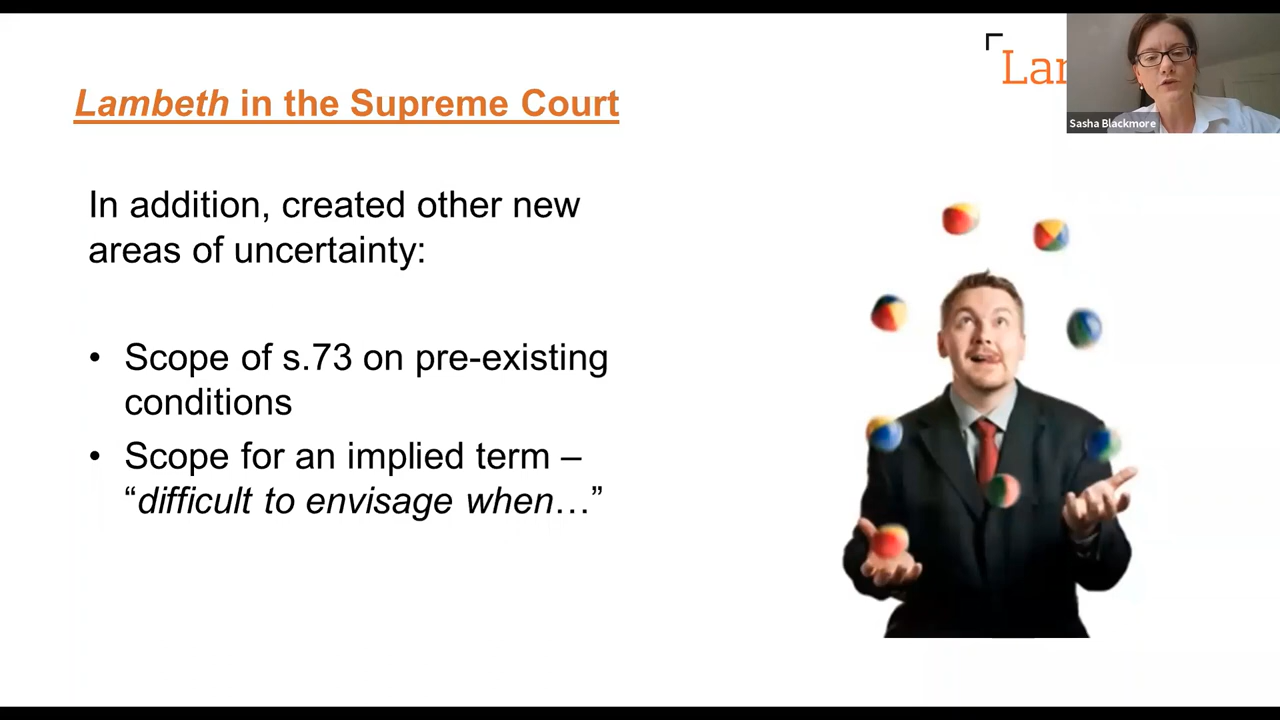 Lambeth in the Supreme Court
Lan
Sasha Blackmore
In addition, created other new
areas of uncertainty:
• Scope of s.73 on pre-existing
conditions
• Scope for an implied term –
“difficult to envisage when…”